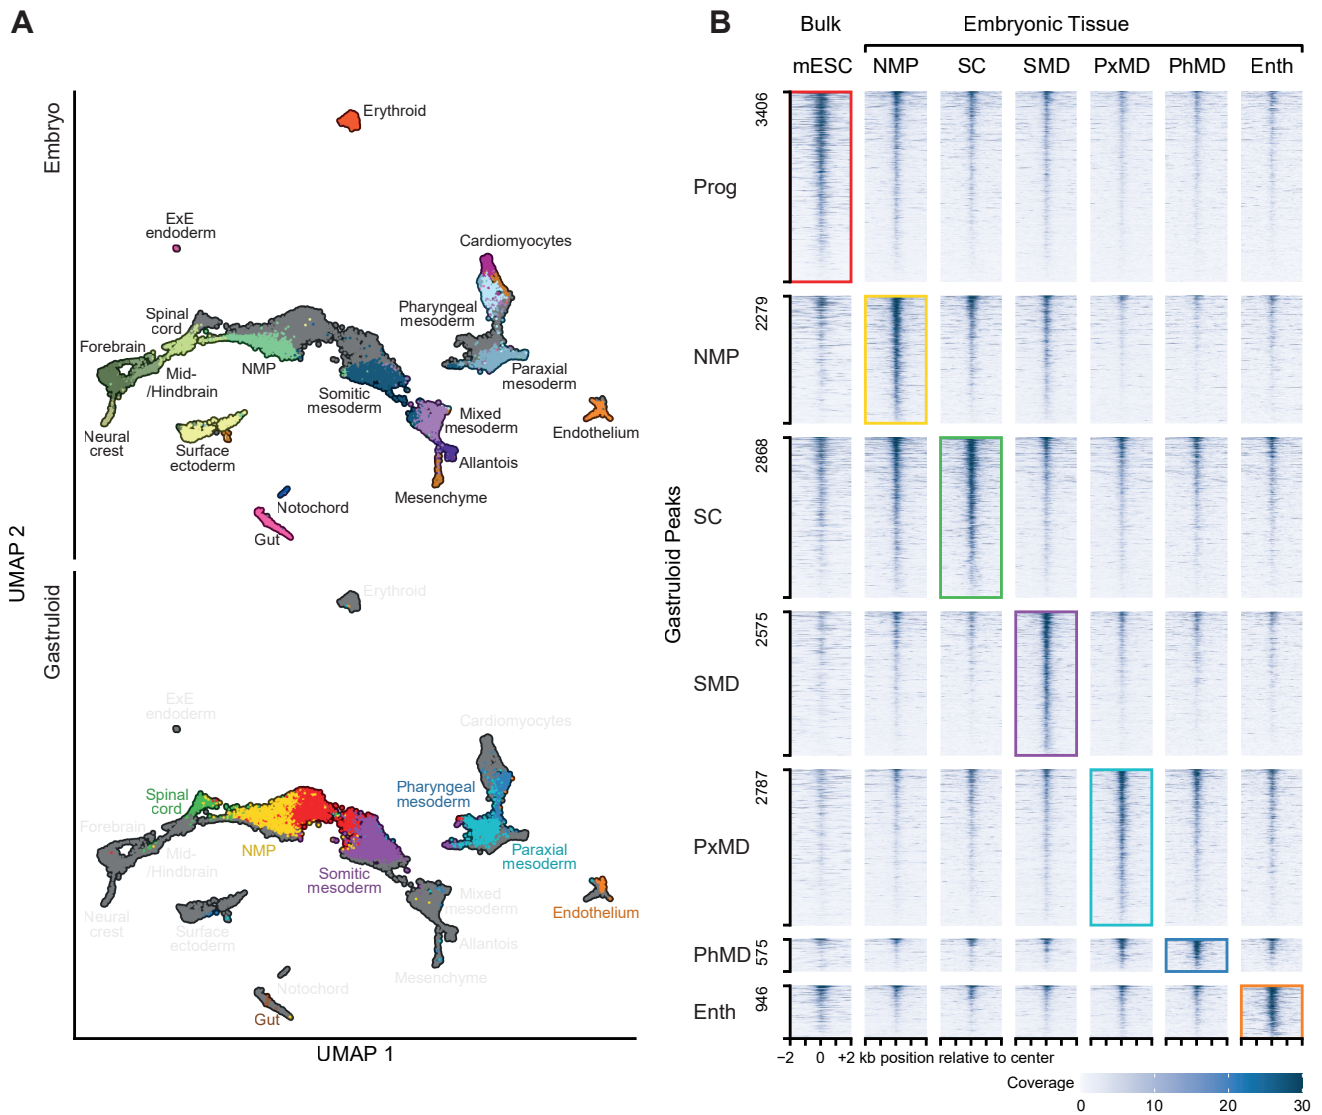 A
Embryo
Erythroid
ExE
endoderm
Cardiomyocytes
Pharyngeal
mesoderm
Spinal
cord
Forebrain
Mid-
/Hindbrain
NMP
Somitic
mesoderm
Paraxial
mesoderm
Neural
crest
Surface
ectoderm
Mixed
mesoderm
Endothelium
Allantois
Mesenchyme
Notochord
Gut
UMAP 2
Gastruloid
Erythroid
ExE
endoderm
Cardiomyocytes
Pharyngeal
mesoderm
Spinal
cord
Forebrain
Mid-
/Hindbrain
NMP
Somitic
mesoderm
Paraxial
mesoderm
Neural
crest
Surface
ectoderm
Mixed
mesoderm
Endothelium
Allantois
Mesenchyme
Notochord
Gut
UMAP 1
B
Bulk
Embryonic Tissue
mESC NMP SC SMD PxMD PhMD Enth
Gastruloid Peaks
Prog 3406
NMP 2279
SC 2868
SMD 2575
PxMD 2787
PhMD 575
Enth 946
−2 0 +2 kb position relative to center
Coverage
0 10 20 30